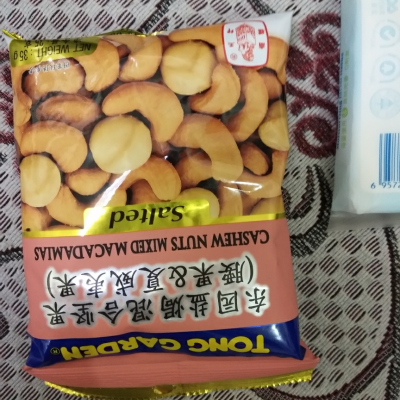 TONG GARDEN®
东园盐焗混合坚果
(腰果&夏威夷果)
CASHEW NUTS MIXED MACADAMIAS
Salted
NET WEIGHT: 35g